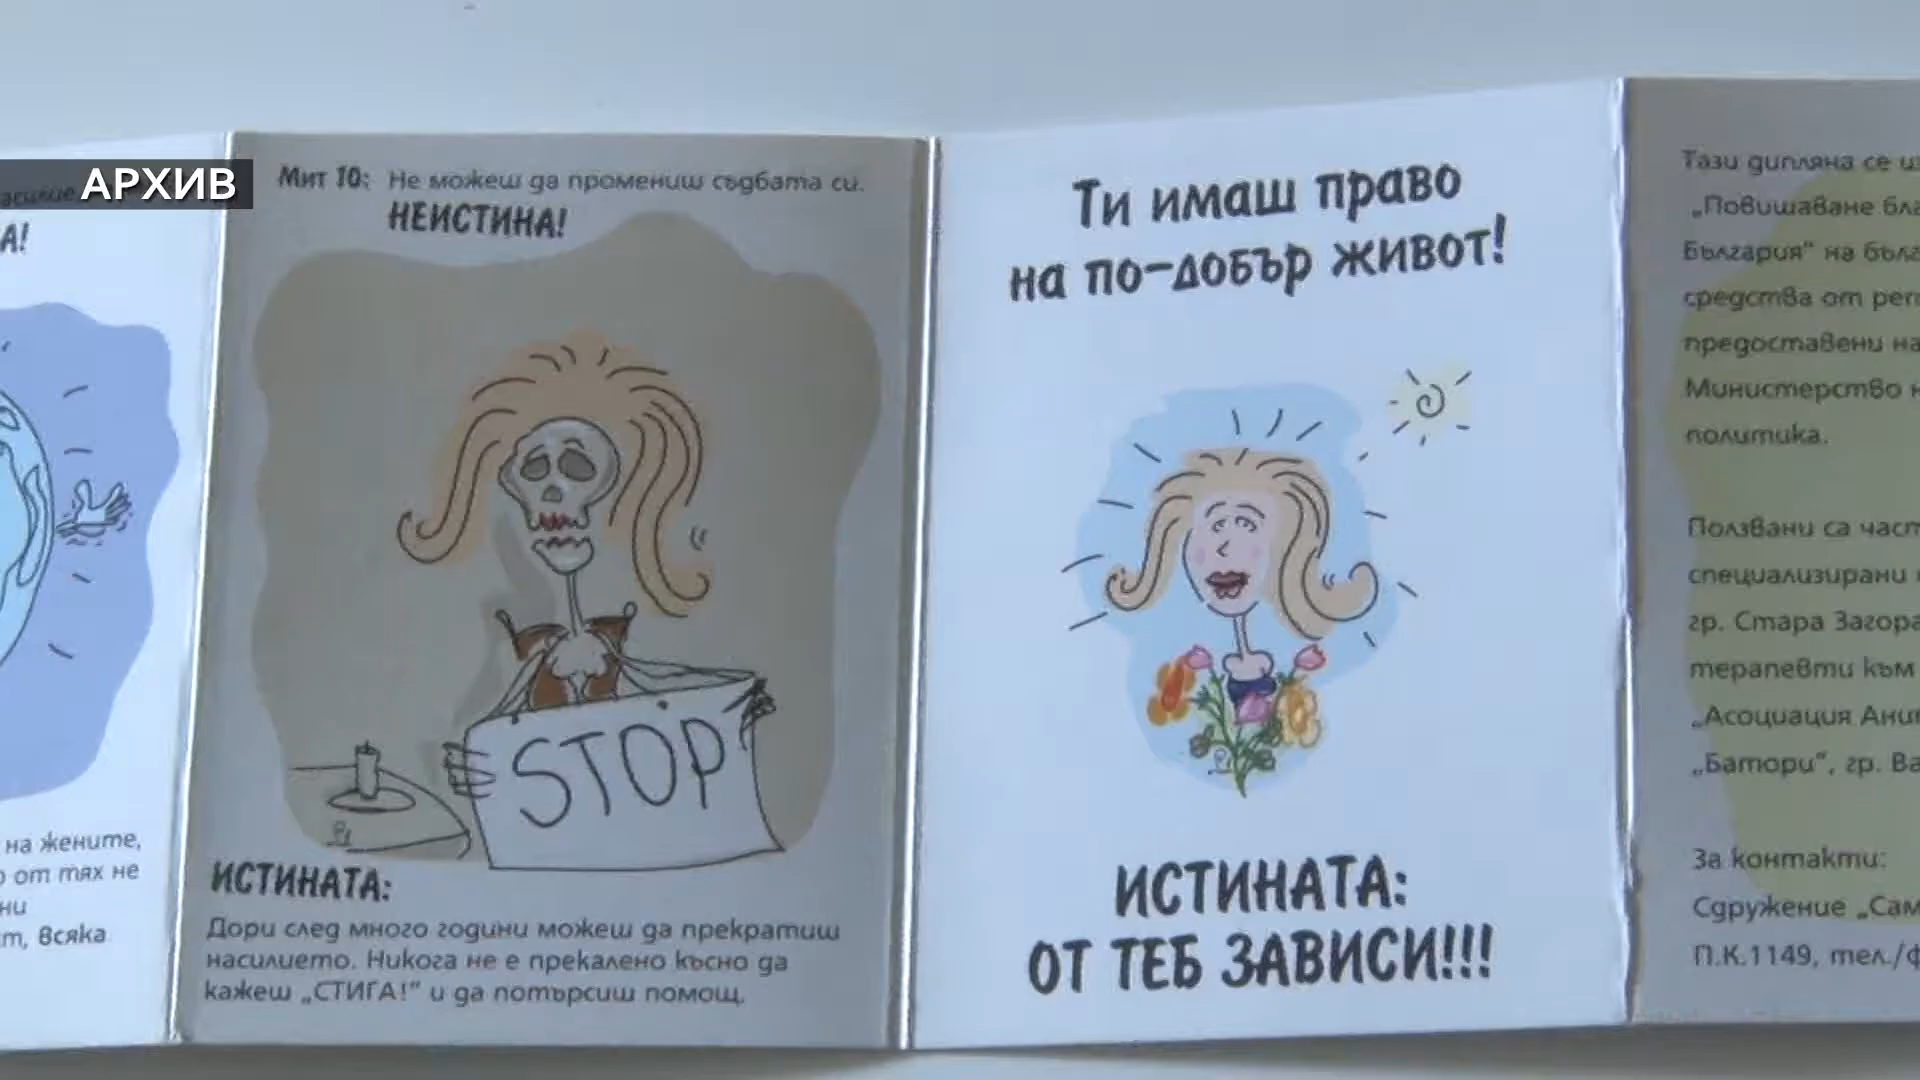 АРХИВ
А!
на жените,
от тях не
ни
т, всяка
Мит 10: Не можеш да промениш съдбата си.
НЕИСТИНА!
STOP
ИСТИНАТА:
Дори след много години можеш да прекратиш
насилието. Никога не е прекалено късно да
кажеш „СТИГА!“ и да потърсиш помощ.
Ти имаш право
на по-добър живот!
ИСТИНАТА:
ОТ ТЕБ ЗАВИСИ!!!
Тази дипляна се
„Повишаване
България“ на
средства от
предоставени на
Министерство
политика.
Ползвани са
специализирани
гр. Стара Загора
терапевти към
„Асоциация
„Батори“, гр.
За контакти:
Сдружение
П.К.1149, тел./